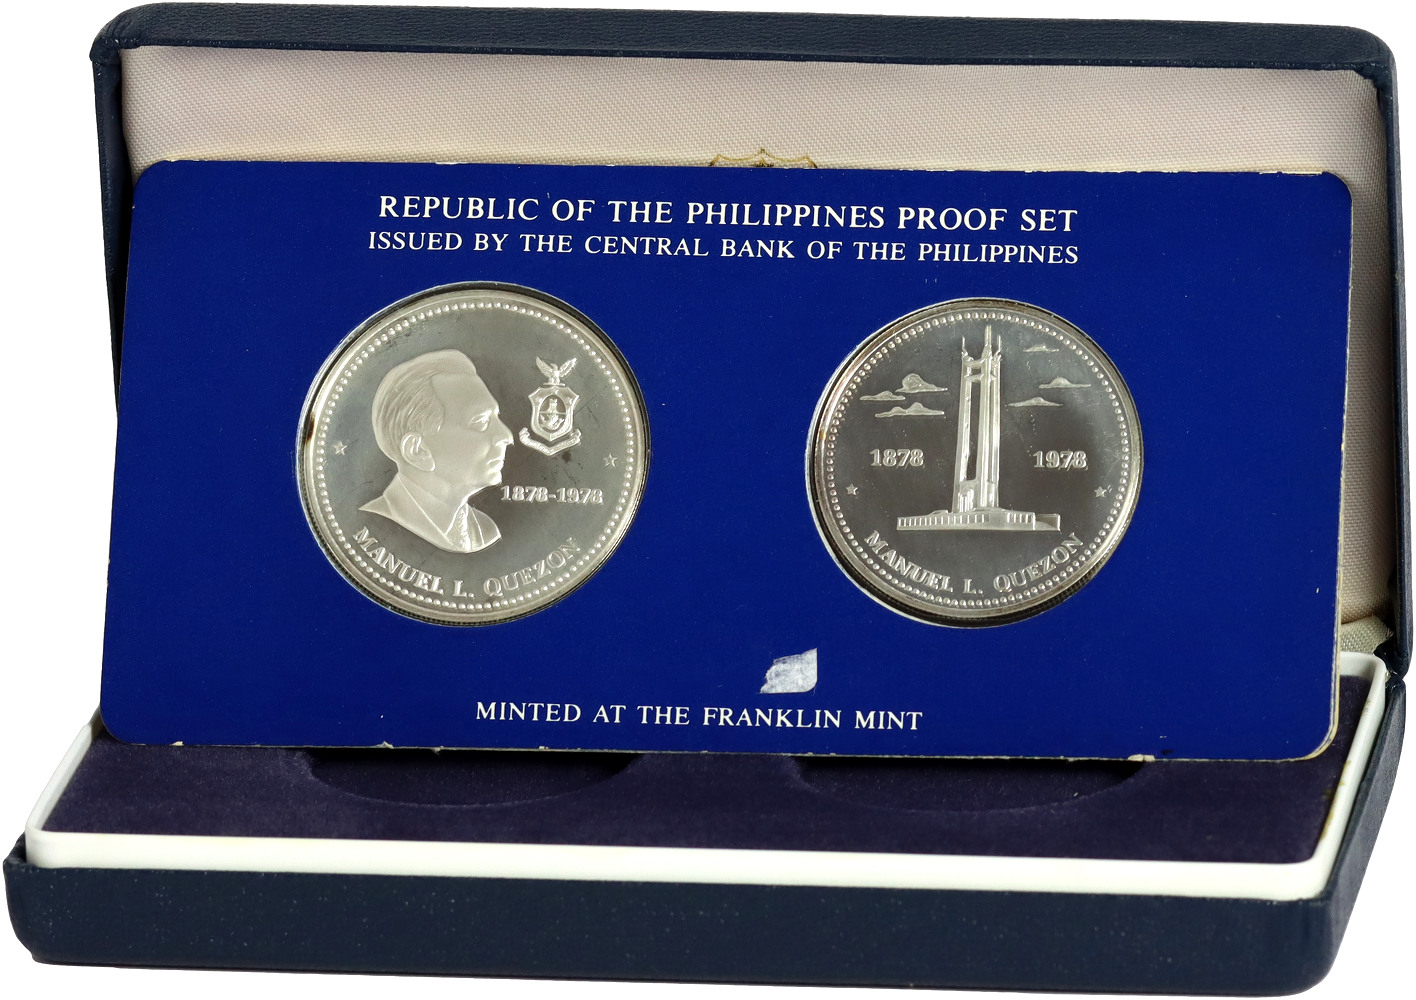 REPUBLIC OF THE PHILIPPINES PROOF SET
ISSUED BY THE CENTRAL BANK OF THE PHILIPPINES
1878-1978
MANUEL L. QUEZON
1878 1978
MANUEL L. QUEZON
MINTED AT THE FRANKLIN MINT